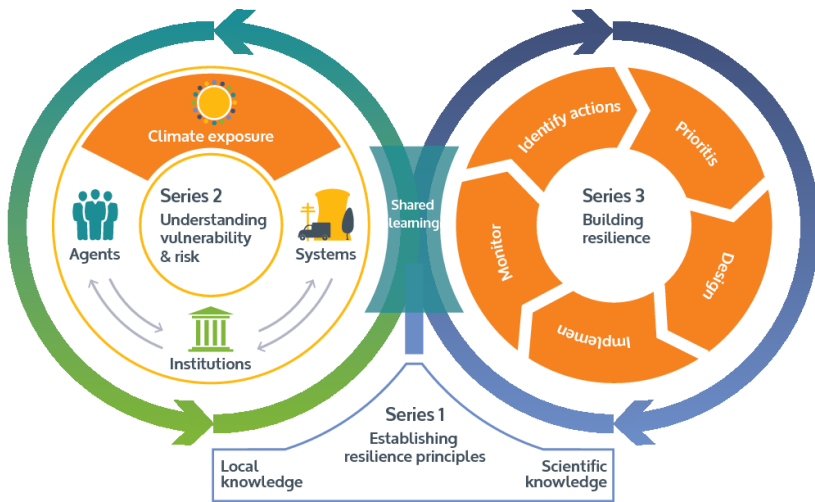 Climate exposure
Series 2
Understanding
vulnerability
& risk
Agents
Systems
Institutions
Shared
learning
Identify actions
Prioritis
Design
Implemen
Monitor
Series 3
Building
resilience
Series 1
Establishing
resilience principles
Local
knowledge
Scientific
knowledge